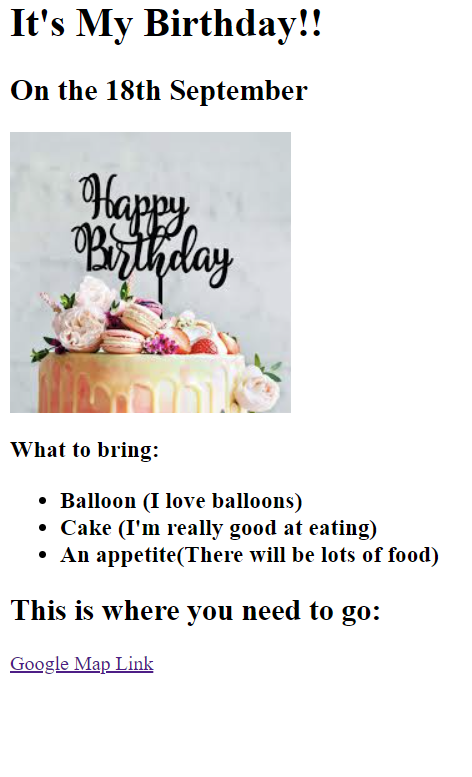 It's My Birthday!!
On the 18th September
Happy
Birthday
What to bring:
Balloon (I love balloons)
Cake (I'm really good at eating)
An appetite(There will be lots of food)
This is where you need to go:
Google Map Link